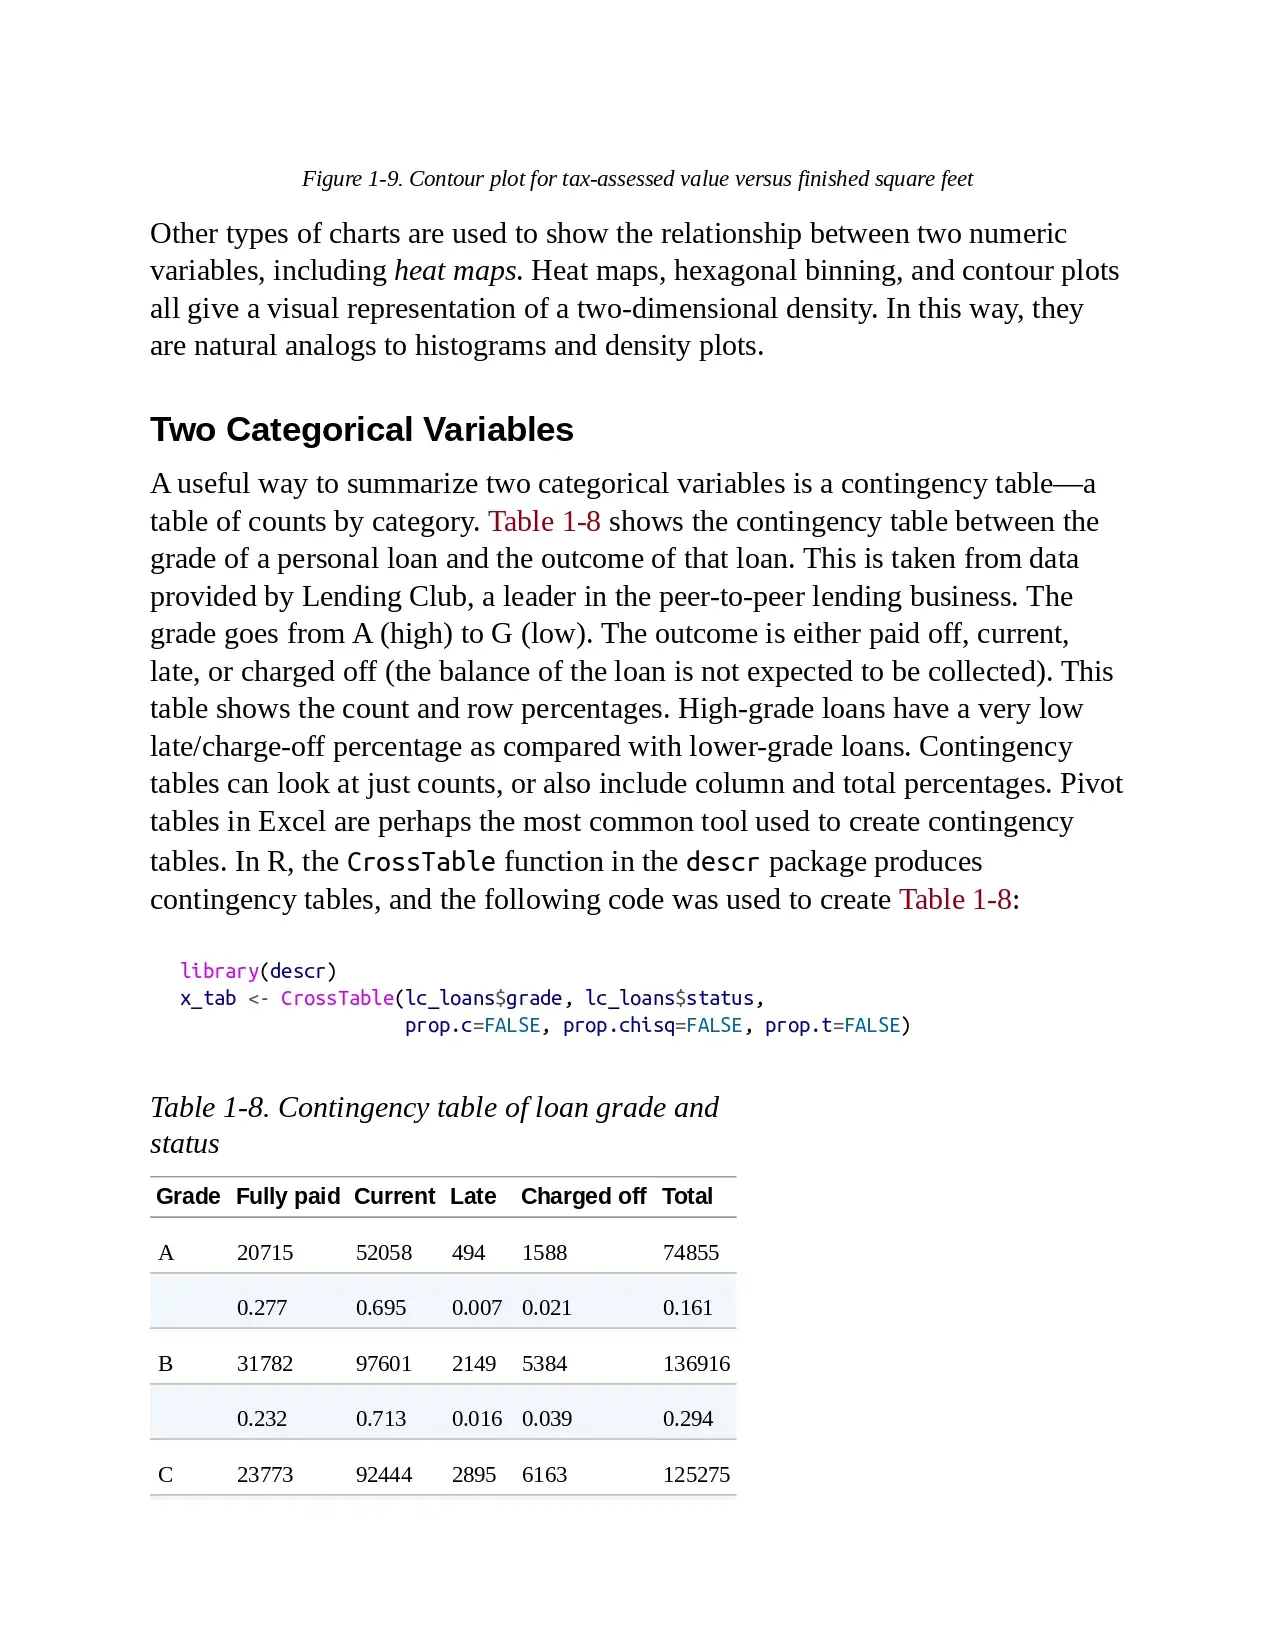 Figure 1-9. Contour plot for tax-assessed value versus finished square feet
Other types of charts are used to show the relationship between two numeric
variables, including heat maps. Heat maps, hexagonal binning, and contour plots
all give a visual representation of a two-dimensional density. In this way, they
are natural analogs to histograms and density plots.
Two Categorical Variables
A useful way to summarize two categorical variables is a contingency table—a
table of counts by category. Table 1-8 shows the contingency table between the
grade of a personal loan and the outcome of that loan. This is taken from data
provided by Lending Club, a leader in the peer-to-peer lending business. The
grade goes from A (high) to G (low). The outcome is either paid off, current,
late, or charged off (the balance of the loan is not expected to be collected). This
table shows the count and row percentages. High-grade loans have a very low
late/charge-off percentage as compared with lower-grade loans. Contingency
tables can look at just counts, or also include column and total percentages. Pivot
tables in Excel are perhaps the most common tool used to create contingency
tables. In R, the CrossTable function in the descr package produces
contingency tables, and the following code was used to create Table 1-8:
library(descr)
x_tab <- CrossTable(lc_loans$grade, lc_loans$status,
prop.c=FALSE, prop.chisq=FALSE, prop.t=FALSE)
Table 1-8. Contingency table of loan grade and
status
Grade Fully paid Current Late Charged off Total
A 20715 52058 494 1588 74855
0.277 0.695 0.007 0.021 0.161
B 31782 97601 2149 5384 136916
0.232 0.713 0.016 0.039 0.294
C 23773 92444 2895 6163 125275